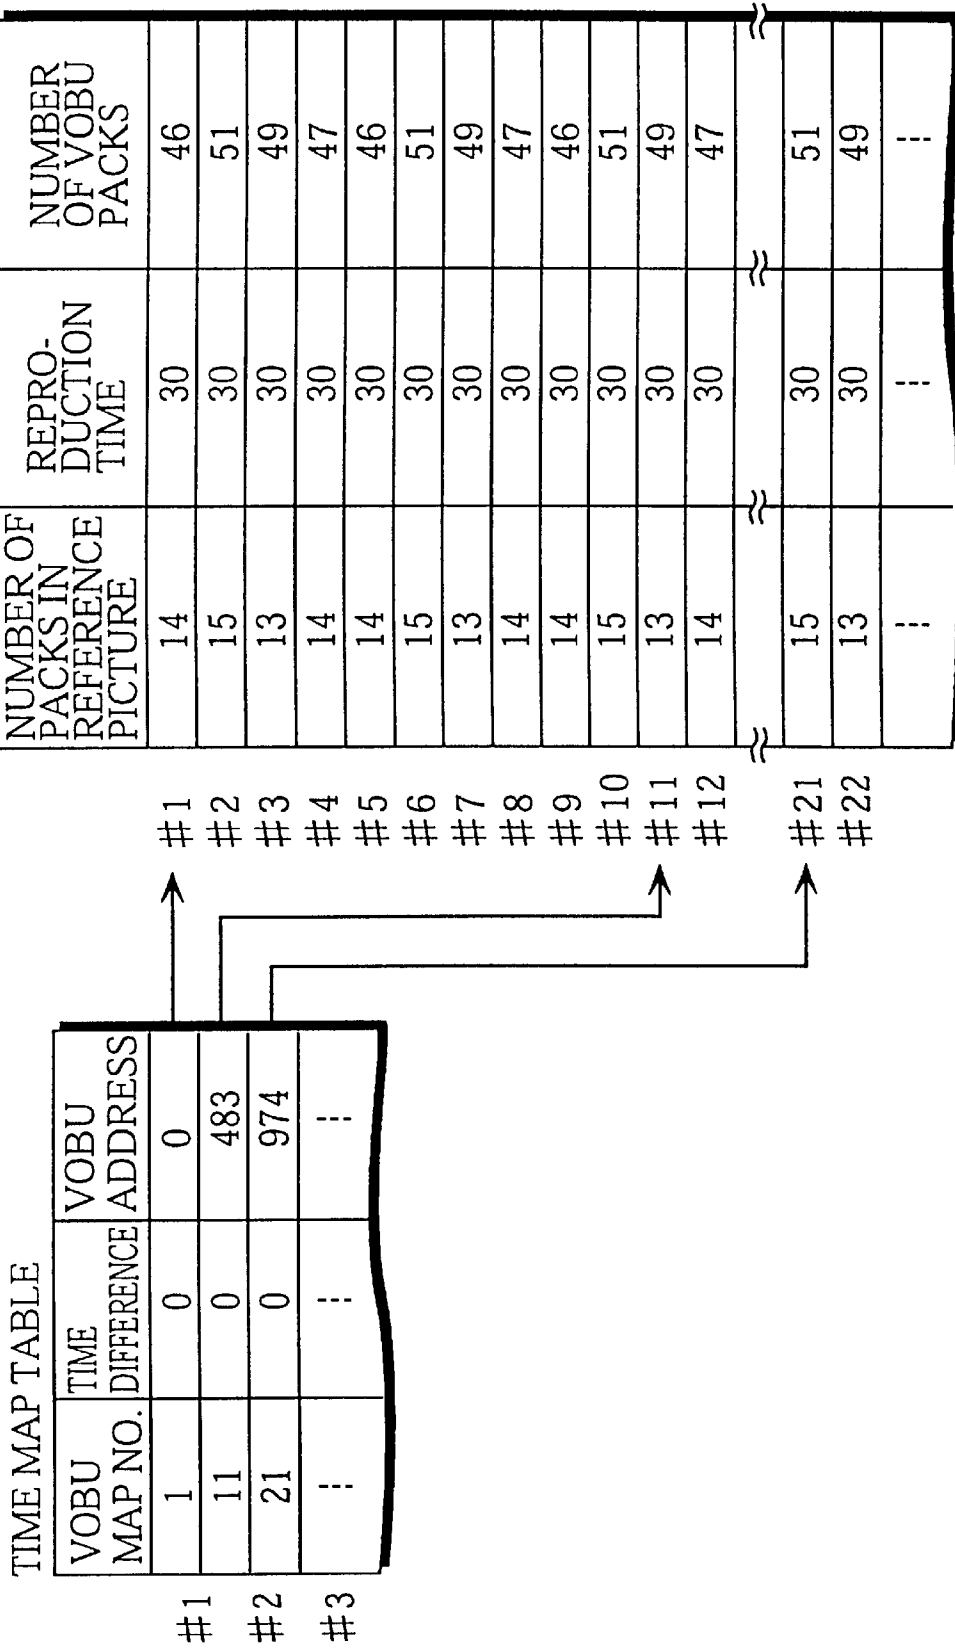 TIME MAP TABLE
VOBU MAP NO. TIME DIFFERENCE VOBU ADDRESS
#1 1 0 0
#2 11 0 483
#3 21 0 974
--- --- ---
NUMBER OF PACKS IN REFERENCE PICTURE REPRO-DUCTION TIME NUMBER OF VOBU PACKS
#1 14 30 46
#2 15 30 51
#3 13 30 49
#4 14 30 47
#5 14 30 46
#6 15 30 51
#7 13 30 49
#8 14 30 47
#9 14 30 46
#10 15 30 51
#11 13 30 49
#12 14 30 47
#21 15 30 51
#22 13 30 49
--- --- ---